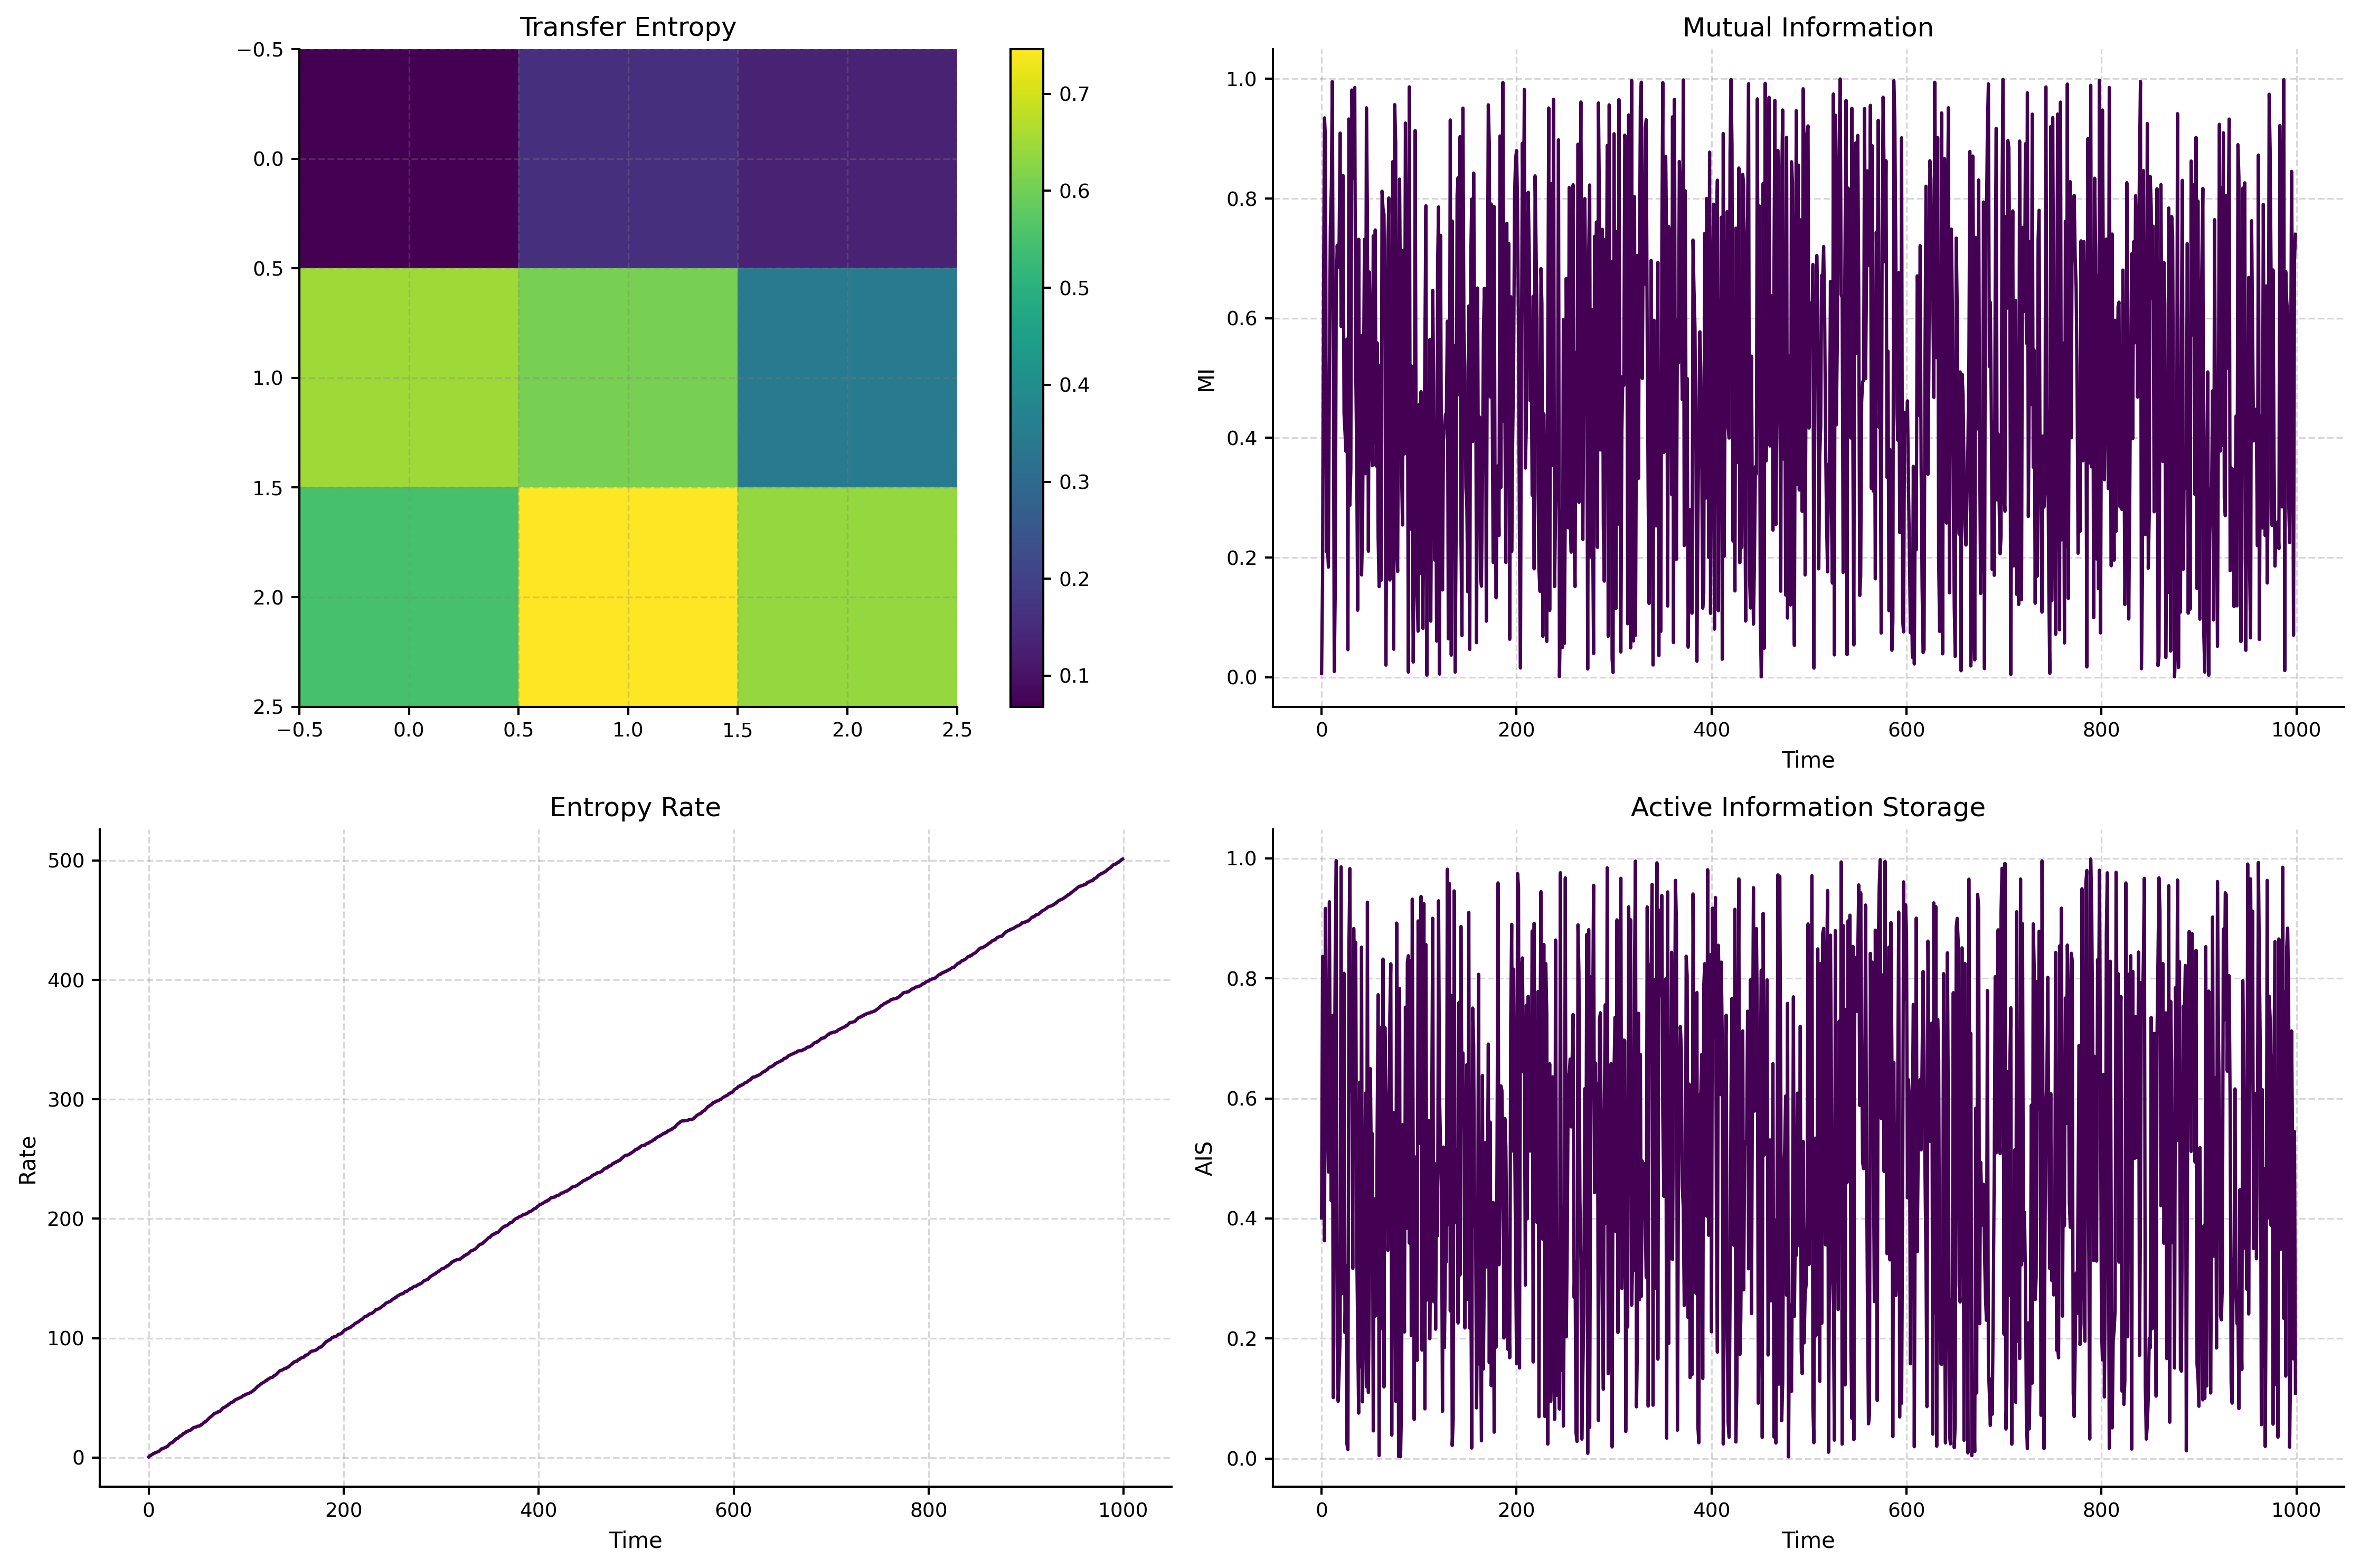 Transfer Entropy
−0.5
0.0
0.5
1.0
1.5
2.0
2.5
−0.5 0.0 0.5 1.0 1.5 2.0 2.5
0.7
0.6
0.5
0.4
0.3
0.2
0.1
Mutual Information
MI
1.0
0.8
0.6
0.4
0.2
0.0
0 200 400 600 800 1000
Time
Entropy Rate
Rate
500
400
300
200
100
0
0 200 400 600 800 1000
Time
Active Information Storage
AIS
1.0
0.8
0.6
0.4
0.2
0.0
0 200 400 600 800 1000
Time